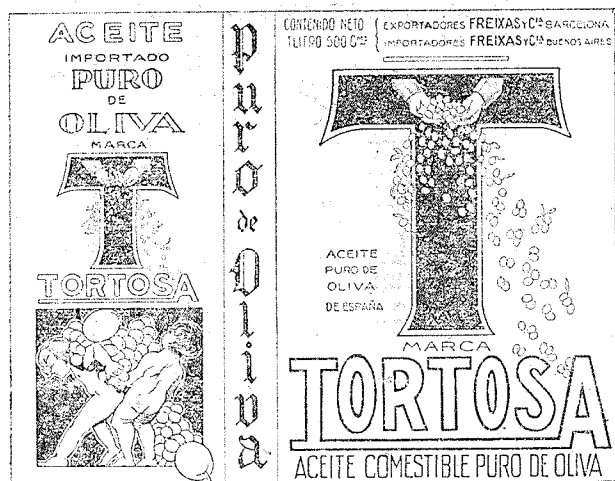 ACEITE
IMPORTADO
PURO
DE
OLIVA
MARCA
T
TORTOSA
Puro de Oliva
CONTENIDO NETO
1 LITRO 500 Gms
EXPORTADORES FREIXAS Y Cia BARCELONA
IMPORTADORES FREIXAS Y Cia BUENOS AIRES
T
ACEITE
PURO DE
OLIVA
DE ESPAÑA
MARCA
TORTOSA
ACEITE COMESTIBLE PURO DE OLIVA